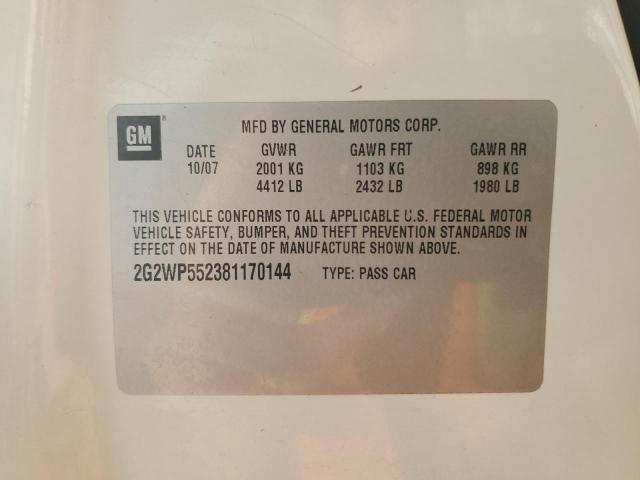 GM
®
MFD BY GENERAL MOTORS CORP.
DATE GVWR GAWR FRT GAWR RR
10/07 2001 KG 1103 KG 898 KG
4412 LB 2432 LB 1980 LB
THIS VEHICLE CONFORMS TO ALL APPLICABLE U.S. FEDERAL MOTOR
VEHICLE SAFETY, BUMPER, AND THEFT PREVENTION STANDARDS IN
EFFECT ON THE DATE OF MANUFACTURE SHOWN ABOVE.
2G2WP552381170144 TYPE: PASS CAR